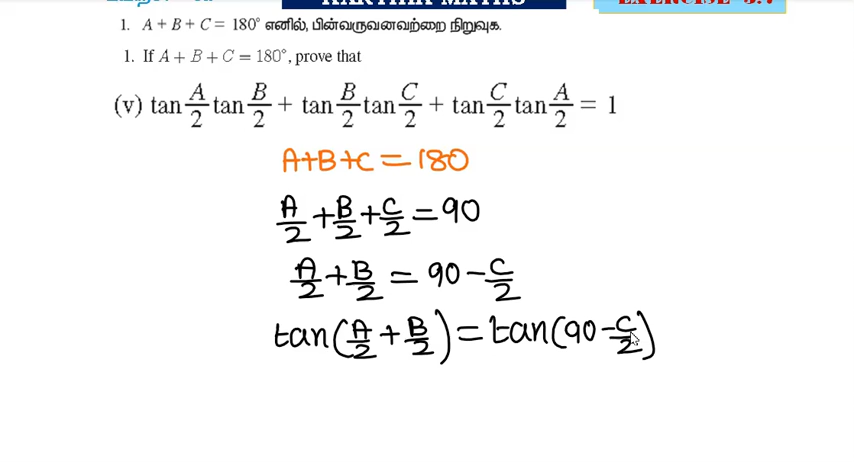 KARTHIA MATHS
1. A + B + C = 180° எனில், பின்வருவனவற்றை நிறுவுக.
1. If A + B + C = 180°, prove that
(v) tan A/2 tan B/2 + tan B/2 tan C/2 + tan C/2 tan A/2 = 1
A+B+C = 180
A/2 + B/2 + C/2 = 90
A/2 + B/2 = 90 - C/2
tan(A/2 + B/2) = tan(90 - C/2)